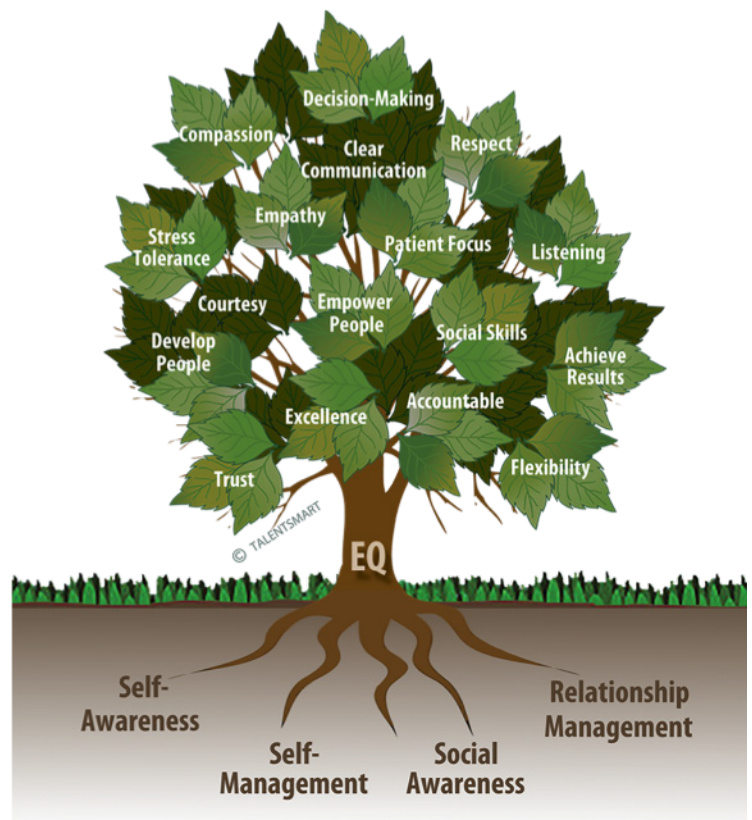 Decision-Making
Compassion
Clear
Communication
Respect
Empathy
Stress
Tolerance
Patient Focus
Listening
Courtesy
Empower
People
Develop
People
Social Skills
Achieve
Results
Excellence
Accountable
Trust
Flexibility
© TALENTSMART
EQ
Self-
Awareness
Relationship
Management
Self-
Management
Social
Awareness